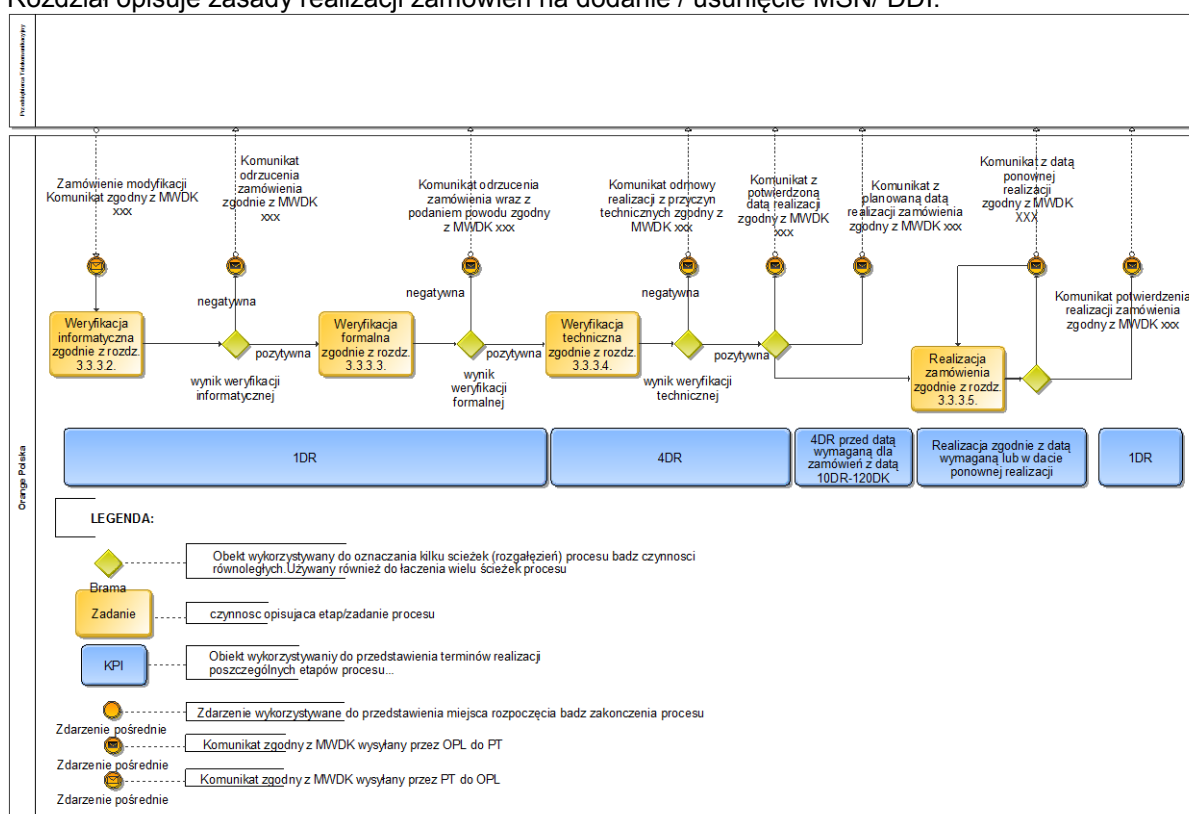 Rozdział opisuje zasady realizacji zamówień na dodanie / usunięcie MSN/ DDI.
Przedsiębiorca Telekomunikacyjny
Orange Polska
Zamówienie modyfikacji
Komunikat zgodny z MWDK
xxx
Komunikat
odrzucenia
zamówienia
zgodnie z MWDK
xxx
Komunikat odrzucenia
zamówienia wraz z
podaniem powodu zgodny
z MWDK xxx
Komunikat odmowy
realizacji z przyczyn
technicznych zgodny z
MWDK xxx
Komunikat z
potwierdzoną
datą realizacji
zgodny z MWDK
xxx
Komunikat z
planowaną datą
realizacji zamówienia
zgodny z MWDK xxx
Komunikat z datą
ponownej
realizacji
zgodny z MWDK
XXX
Komunikat potwierdzenia
realizacji zamówienia
zgodny z MWDK xxx
negatywna
negatywna
negatywna
Weryfikacja
informatyczna
zgodnie z rozdz.
3.3.3.2.
pozytywna
wynik weryfikacji
informatycznej
Weryfikacja
formalna
zgodnie z rozdz.
3.3.3.3.
pozytywna
wynik
weryfikacji
formalnej
Weryfikacja
techniczna
zgodnie z rozdz.
3.3.3.4.
pozytywna
wynik weryfikacji
technicznej
Realizacja
zamówienia
zgodnie z rozdz.
3.3.3.5.
1DR
4DR
4DR przed datą
wymaganą dla
zamówień z datą
10DR-120DK
Realizacja zgodnie z datą
wymaganą lub w dacie
ponownej realizacji
1DR
LEGENDA:
Brama
Obekt wykorzystywany do oznaczania kilku scieżek (rozgałęzień) procesu badz czynnosci
równoległych.Używany również do łaczenia wielu ścieżek procesu
Zadanie
czynnosc opisujaca etap/zadanie procesu
KPI
Obiekt wykorzystywaniy do przedstawienia terminów realizacji
poszczególnych etapów procesu...
Zdarzenie pośrednie
Zdarzenie wykorzystywane do przedstawienia miejsca rozpoczęcia badz zakonczenia procesu
Zdarzenie pośrednie
Komunikat zgodny z MWDK wysyłany przez OPL do PT
Zdarzenie pośrednie
Komunikat zgodny z MWDK wysyłany przez PT do OPL